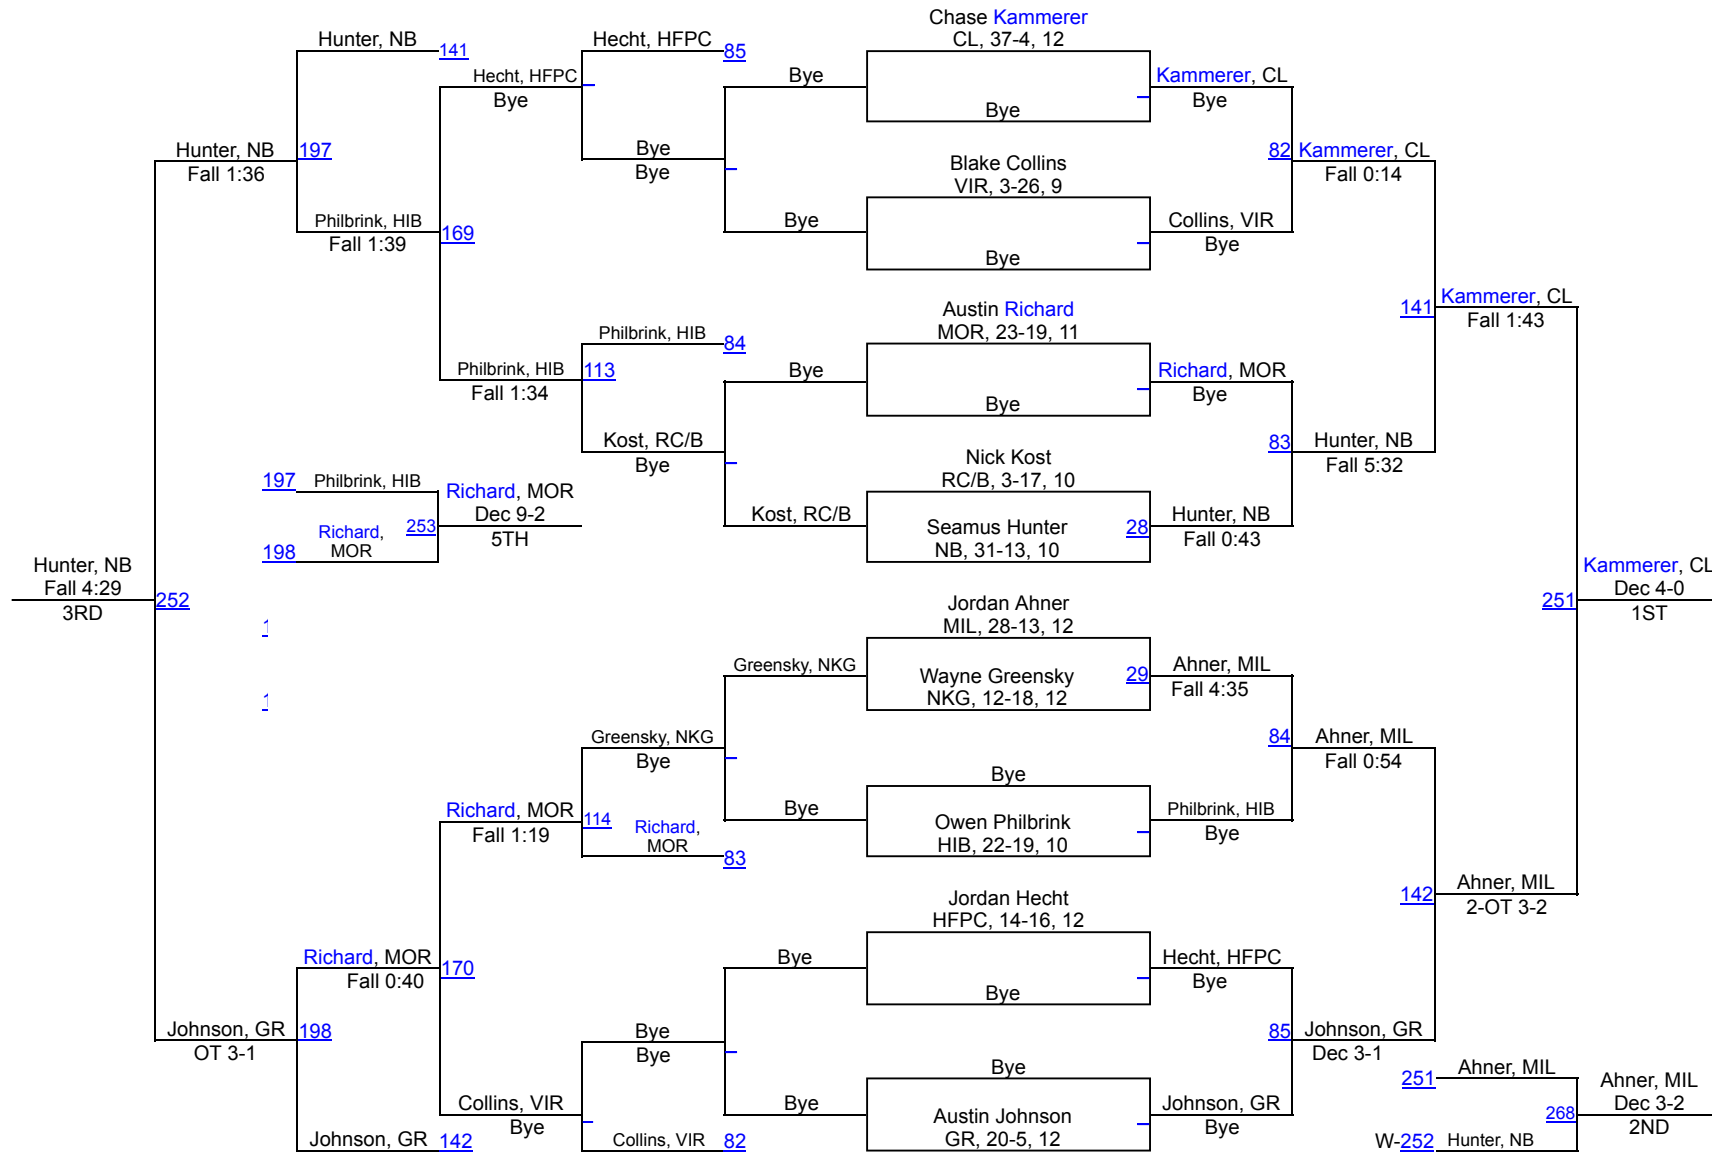 Chase Kammerer
CL, 37-4, 12
Hunter, NB
141
Hecht, HFPC
85
Hecht, HFPC
Bye
Bye
Bye
Kammerer, CL
Bye
Hunter, NB
Fall 1:36
197
Bye
Bye
Blake Collins
VIR, 3-26, 9
82
Kammerer, CL
Fall 0:14
Philbrink, HIB
Fall 1:39
169
Bye
Bye
Collins, VIR
Bye
Austin Richard
MOR, 23-19, 11
141
Kammerer, CL
Fall 1:43
Philbrink, HIB
84
Philbrink, HIB
Fall 1:34
113
Bye
Bye
Richard, MOR
Bye
Kost, RC/B
Bye
Nick Kost
RC/B, 3-17, 10
83
Hunter, NB
Fall 5:32
197
Philbrink, HIB
Richard, MOR
Dec 9-2
5TH
253
198
Richard,
MOR
Kost, RC/B
Seamus Hunter
NB, 31-13, 10
28
Hunter, NB
Fall 0:43
Hunter, NB
Fall 4:29
3RD
252
Jordan Ahner
MIL, 28-13, 12
251
Kammerer, CL
Dec 4-0
1ST
Greensky, NKG
Wayne Greensky
NKG, 12-18, 12
29
Ahner, MIL
Fall 4:35
Greensky, NKG
Bye
84
Ahner, MIL
Fall 0:54
Bye
Richard, MOR
Fall 1:19
114
Richard,
MOR
83
Bye
Owen Philbrink
HIB, 22-19, 10
Philbrink, HIB
Bye
Jordan Hecht
HFPC, 14-16, 12
142
Ahner, MIL
2-OT 3-2
Richard, MOR
Fall 0:40
170
Bye
Bye
Hecht, HFPC
Bye
Johnson, GR
OT 3-1
198
Bye
Bye
85
Johnson, GR
Dec 3-1
Bye
251
Ahner, MIL
Ahner, MIL
Dec 3-2
2ND
268
Collins, VIR
Bye
Bye
Austin Johnson
GR, 20-5, 12
Johnson, GR
Bye
Johnson, GR
142
Collins, VIR
82
W-252
Hunter, NB